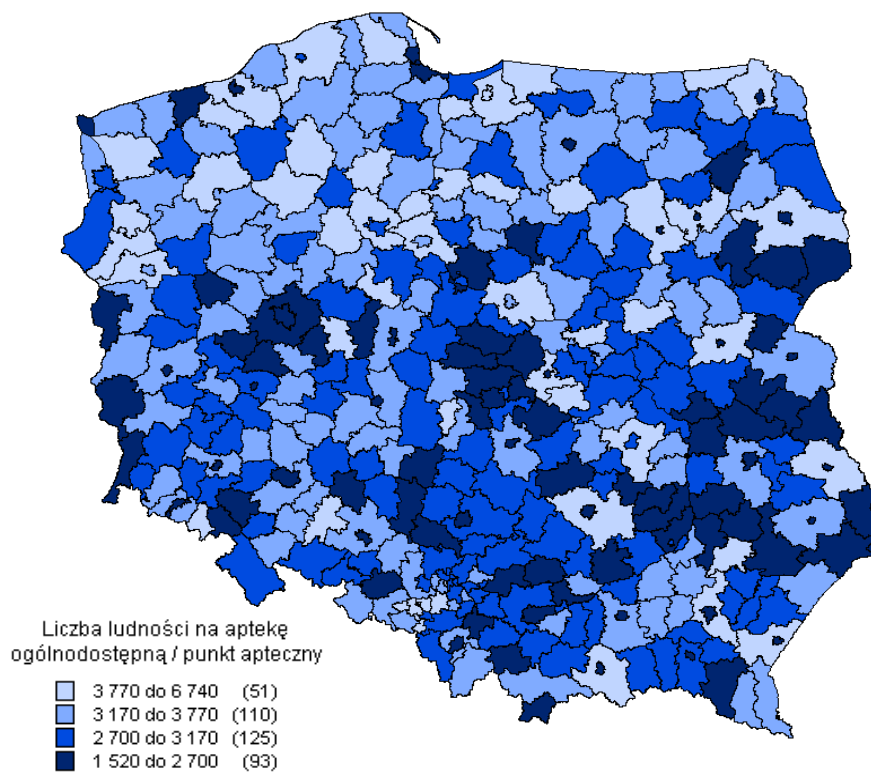 Liczba ludności na aptekę
ogólnodostępną / punkt apteczny
3 770 do 6 740 (51)
3 170 do 3 770 (110)
2 700 do 3 170 (125)
1 520 do 2 700 (93)